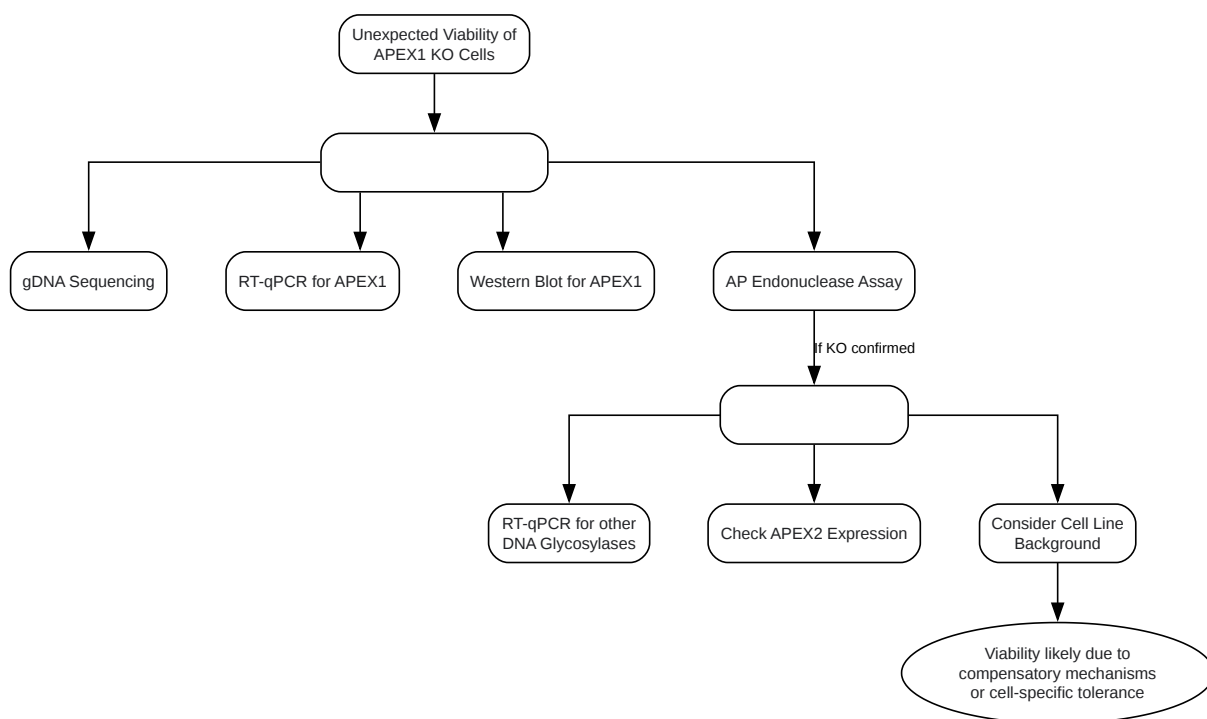 Unexpected Viability of
APEX1 KO Cells
gDNA Sequencing
RT-qPCR for APEX1
Western Blot for APEX1
AP Endonuclease Assay
If KO confirmed
RT-qPCR for other
DNA Glycosylases
Check APEX2 Expression
Consider Cell Line
Background
Viability likely due to
compensatory mechanisms
or cell-specific tolerance